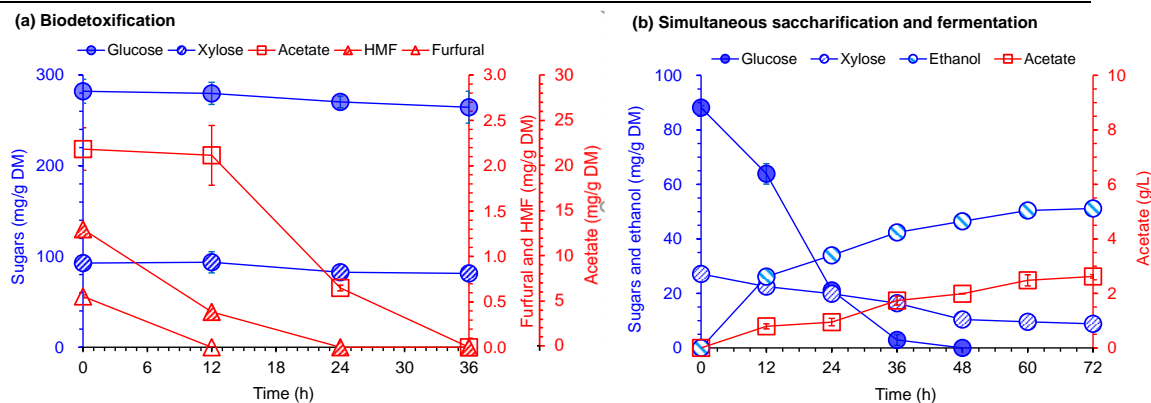 (a) Biodetoxification
Glucose Xylose Acetate HMF Furfural
300
200
100
0
Sugars (mg/g DM)
3.0
2.5
2.0
1.5
1.0
0.5
0.0
Furfural and HMF (mg/g DM)
30
25
20
15
10
5
0
Acetate (mg/g DM)
0 6 12 18 24 30 36
Time (h)
(b) Simultaneous saccharification and fermentation
Glucose Xylose Ethanol Acetate
100
80
60
40
20
0
Sugars and ethanol (mg/g DM)
10
8
6
4
2
0
Acetate (g/L)
0 12 24 36 48 60 72
Time (h)